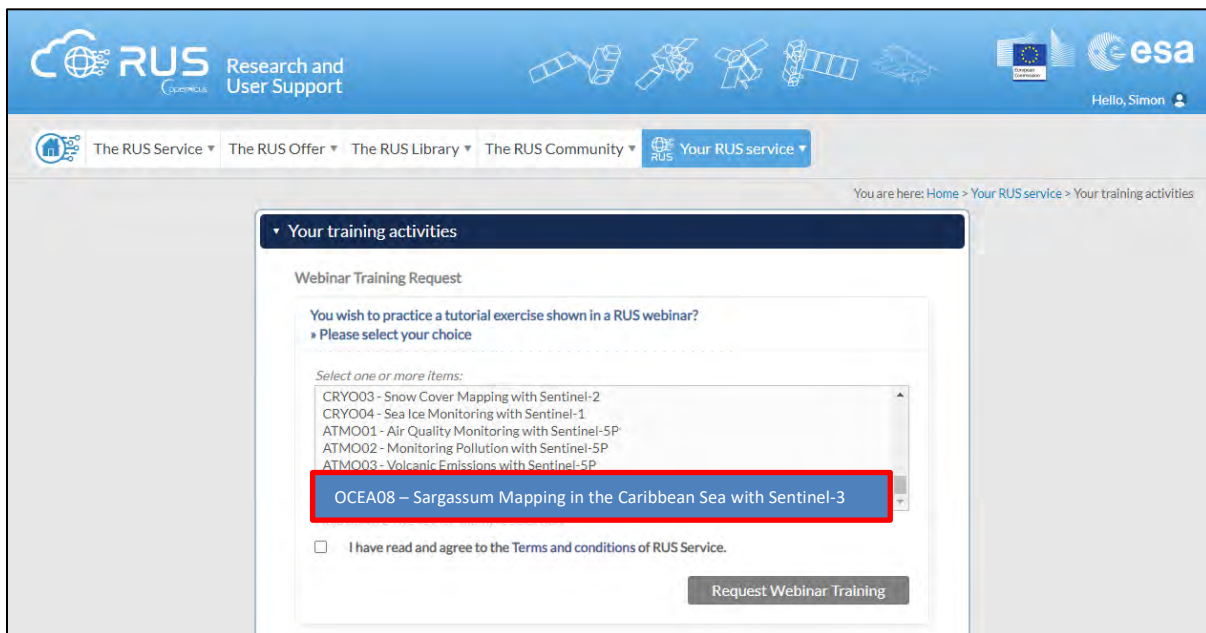 RUS
Copernicus
Research and
User Support
European
Commission
esa
Hello, Simon
The RUS Service
The RUS Offer
The RUS Library
The RUS Community
RUS
Your RUS service
You are here: Home > Your RUS service > Your training activities
Your training activities
Webinar Training Request
You wish to practice a tutorial exercise shown in a RUS webinar?
» Please select your choice
Select one or more items:
CRYO03 - Snow Cover Mapping with Sentinel-2
CRYO04 - Sea Ice Monitoring with Sentinel-1
ATMO01 - Air Quality Monitoring with Sentinel-5P
ATMO02 - Monitoring Pollution with Sentinel-5P
ATMO03 - Volcanic Emissions with Sentinel-5P
OCEA08 – Sargassum Mapping in the Caribbean Sea with Sentinel-3
I have read and agree to the Terms and conditions of RUS Service.
Request Webinar Training